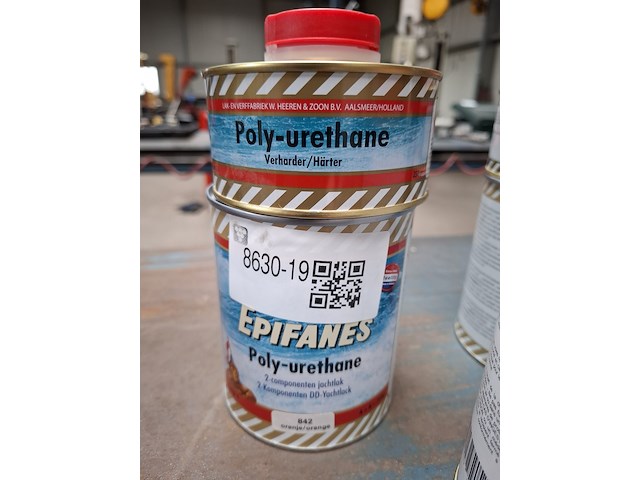 LAK- EN VERFFABRIEK W. HEEREN & ZOON B.V. AALSMEER/HOLLAND
Poly-urethane
Verharder/Härter
8630-19
EPIFANES
Poly-urethane
2-componenten jachtlak
2-Komponenten DD-Yachtlack
842
oranje/orange